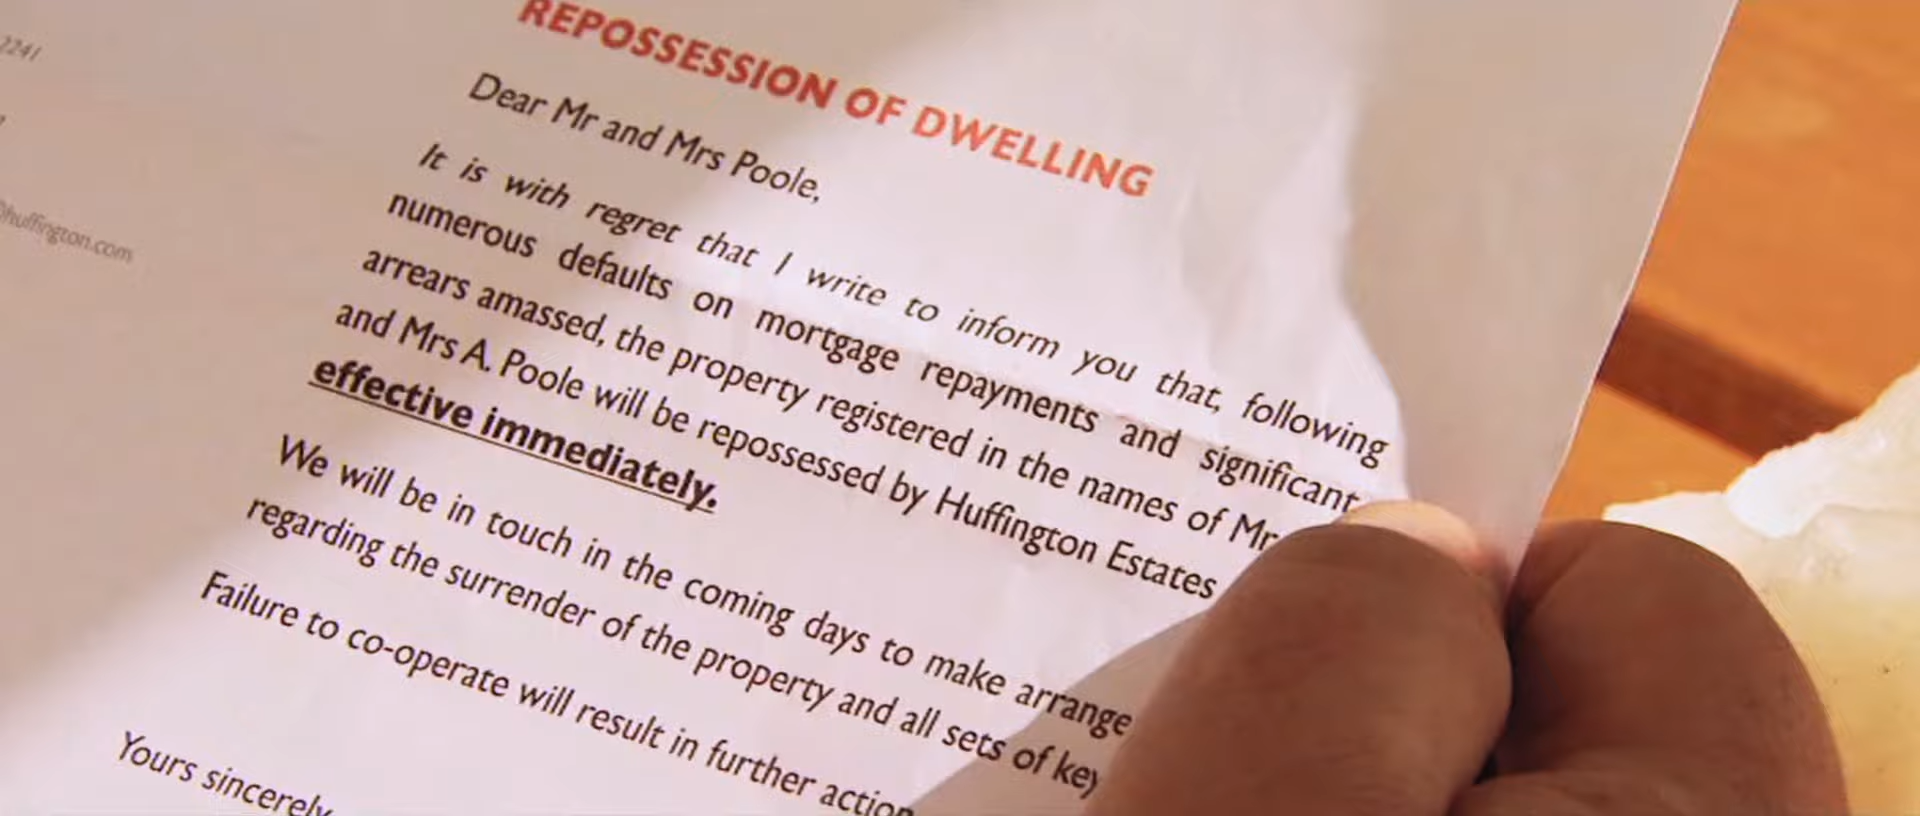 2241
huffington.com
REPOSSESSION OF DWELLING
Dear Mr and Mrs Poole,
It is with regret that I write to inform you that, following
numerous defaults on mortgage repayments and significant
arrears amassed, the property registered in the names of Mr
and Mrs A. Poole will be repossessed by Huffington Estates
effective immediately.
We will be in touch in the coming days to make arrange
regarding the surrender of the property and all sets of key
Failure to co-operate will result in further action
Yours sincerely